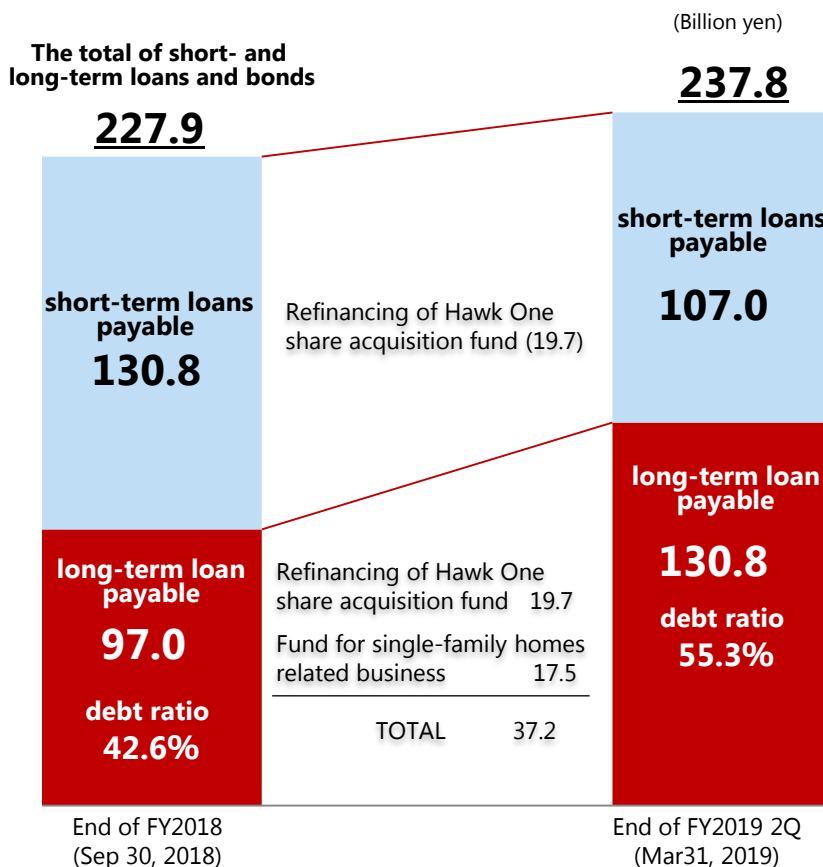 (Billion yen)
The total of short- and
long-term loans and bonds
227.9
237.8
short-term loans
payable
130.8
Refinancing of Hawk One
share acquisition fund (19.7)
short-term loans
payable
107.0
long-term loan
payable
97.0
debt ratio
42.6%
Refinancing of Hawk One
share acquisition fund 19.7
Fund for single-family homes
related business 17.5
TOTAL 37.2
long-term loan
payable
130.8
debt ratio
55.3%
End of FY2018
(Sep 30, 2018)
End of FY2019 2Q
(Mar31, 2019)